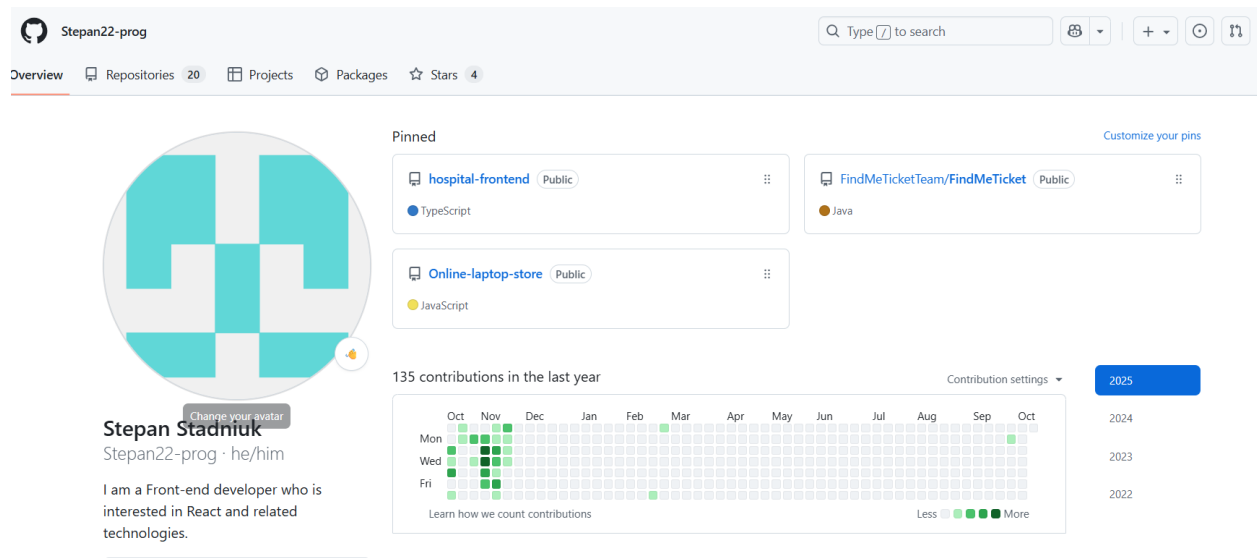 Stepan22-prog
Type / to search
Overview
Repositories 20
Projects
Packages
Stars 4
Pinned
Customize your pins
hospital-frontend Public
TypeScript
FindMeTicketTeam/FindMeTicket Public
Java
Online-laptop-store Public
JavaScript
Change your avatar
Stepan Stadniuk
Stepan22-prog · he/him
I am a Front-end developer who is
interested in React and related
technologies.
135 contributions in the last year
Contribution settings
2025
2024
2023
2022
Oct Nov Dec Jan Feb Mar Apr May Jun Jul Aug Sep Oct
Mon
Wed
Fri
Learn how we count contributions
Less More